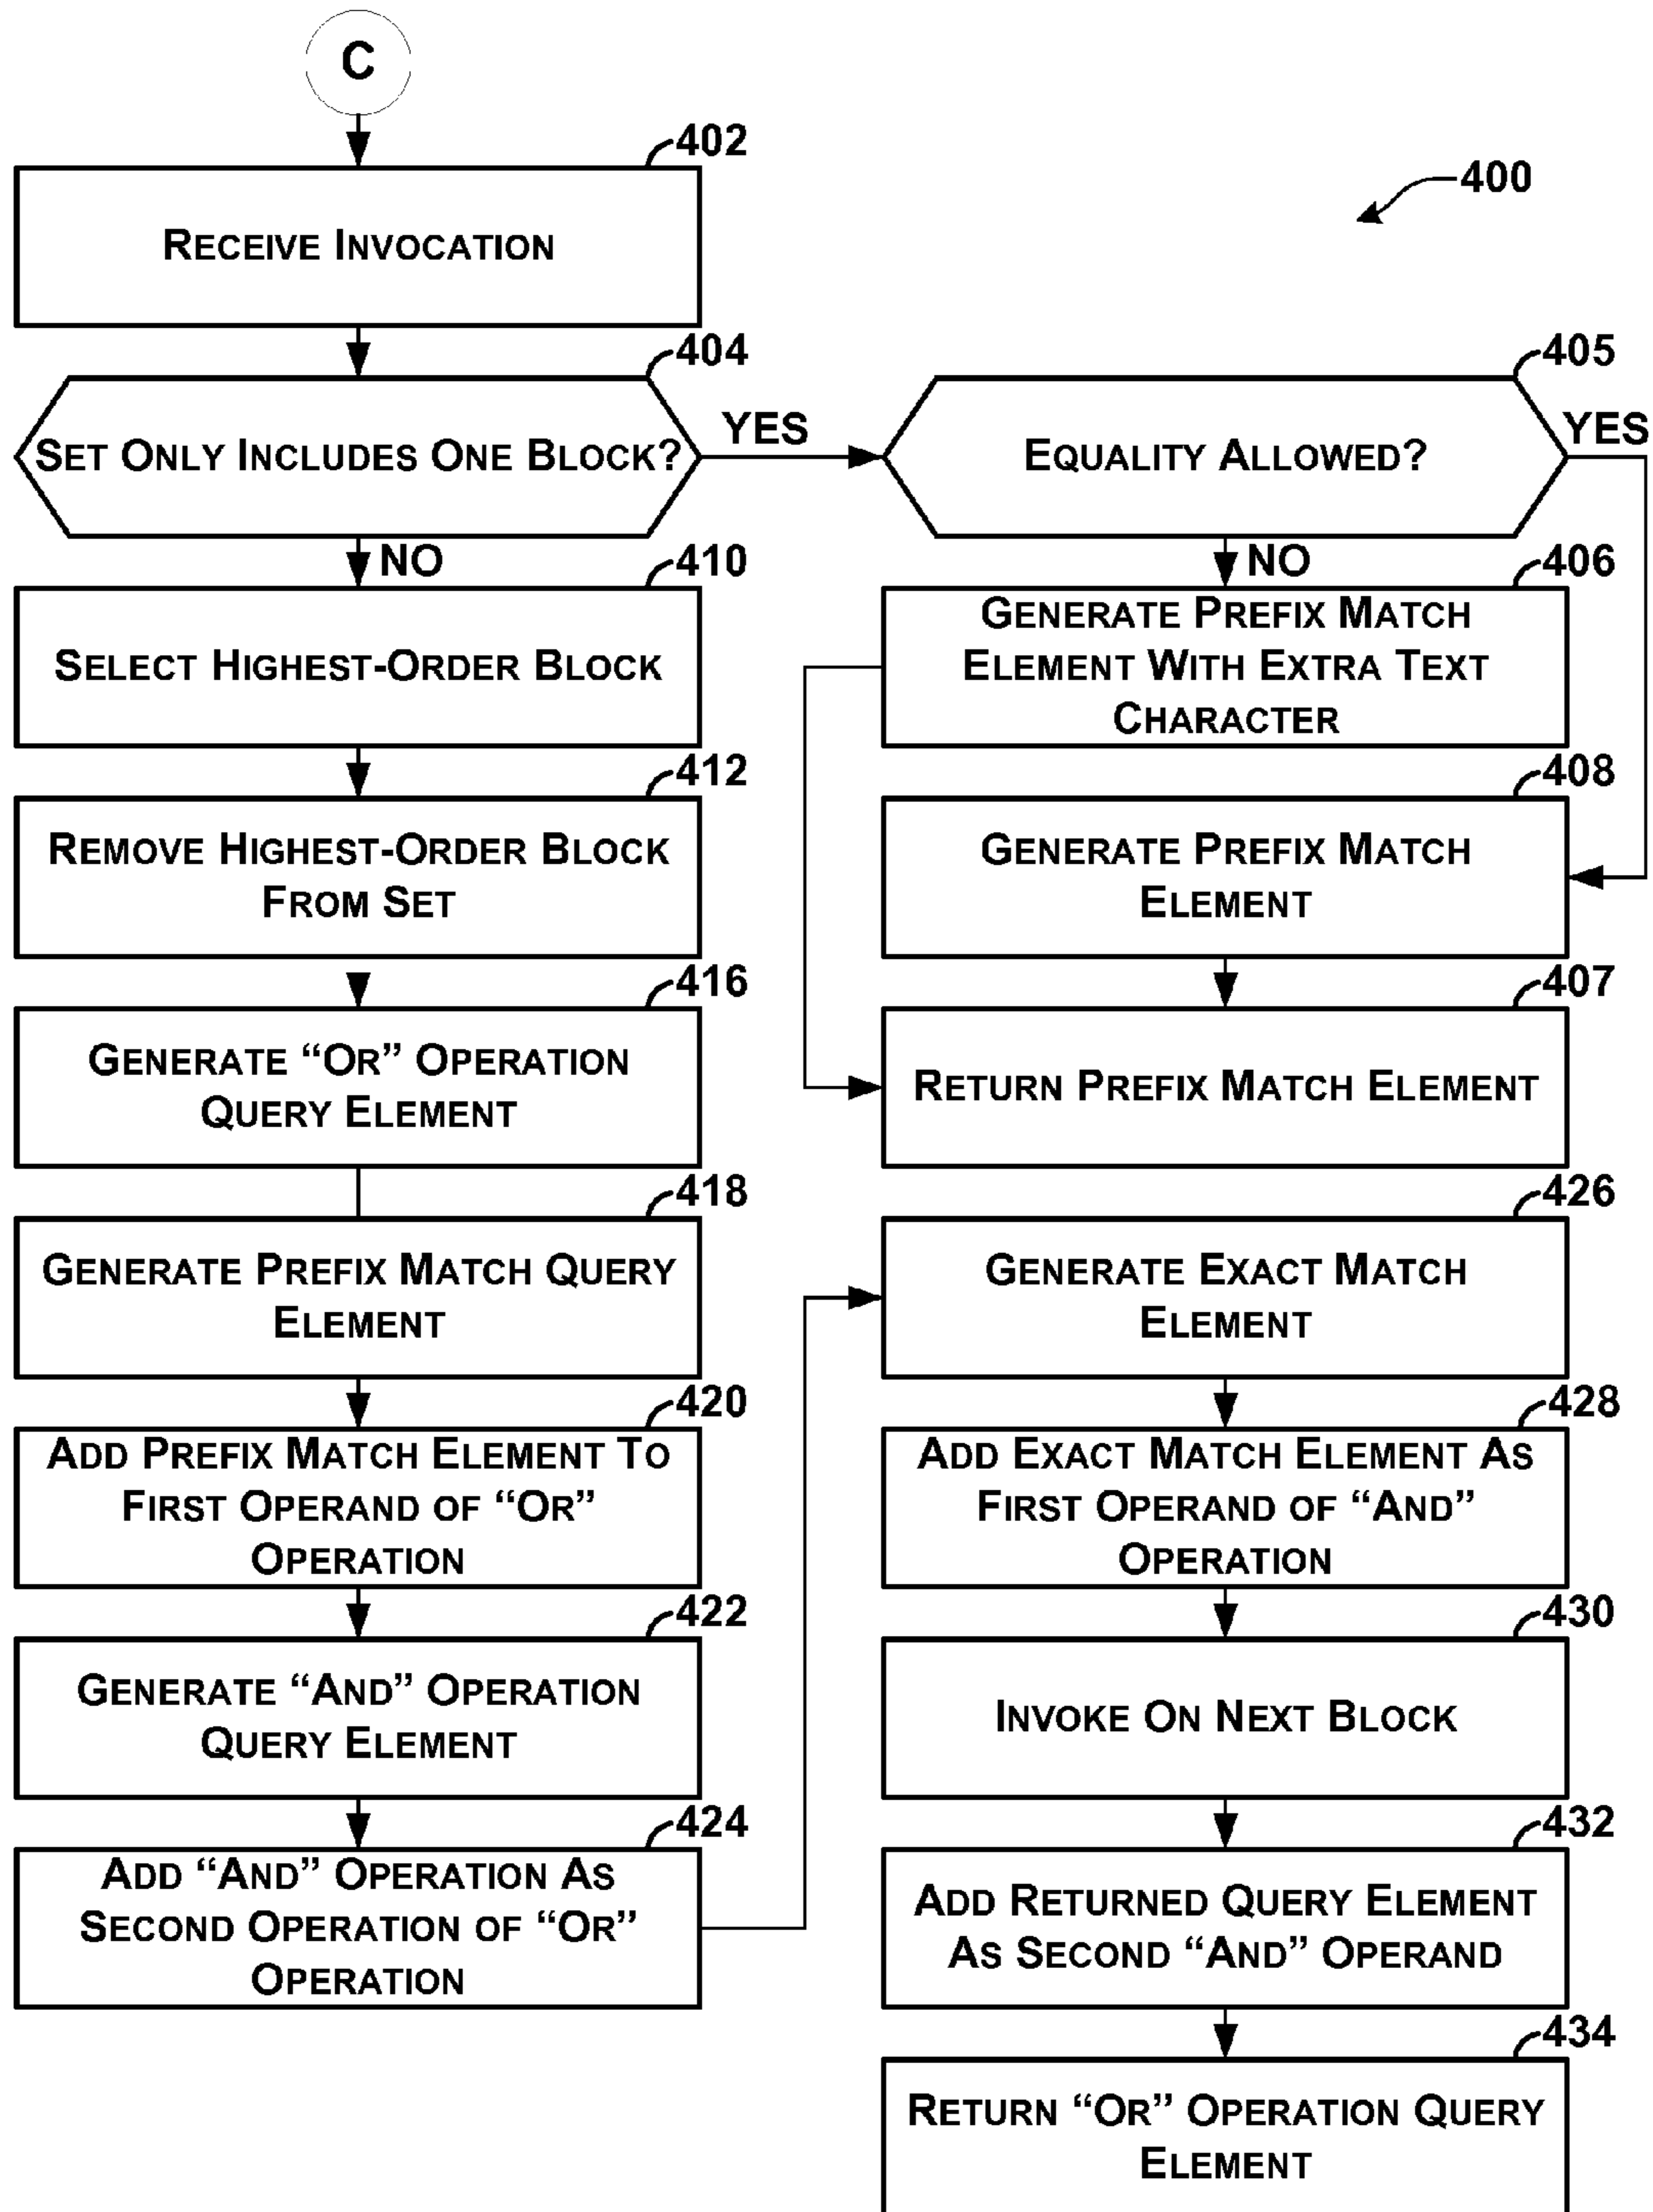 C
402
RECEIVE INVOCATION
400
404
SET ONLY INCLUDES ONE BLOCK?
YES
405
EQUALITY ALLOWED?
YES
NO
410
SELECT HIGHEST-ORDER BLOCK
NO
406
GENERATE PREFIX MATCH
ELEMENT WITH EXTRA TEXT
CHARACTER
412
REMOVE HIGHEST-ORDER BLOCK
FROM SET
408
GENERATE PREFIX MATCH
ELEMENT
416
GENERATE “OR” OPERATION
QUERY ELEMENT
407
RETURN PREFIX MATCH ELEMENT
418
GENERATE PREFIX MATCH QUERY
ELEMENT
420
ADD PREFIX MATCH ELEMENT TO
FIRST OPERAND OF “OR”
OPERATION
422
GENERATE “AND” OPERATION
QUERY ELEMENT
424
ADD “AND” OPERATION AS
SECOND OPERATION OF “OR”
OPERATION
426
GENERATE EXACT MATCH
ELEMENT
428
ADD EXACT MATCH ELEMENT AS
FIRST OPERAND OF “AND”
OPERATION
430
INVOKE ON NEXT BLOCK
432
ADD RETURNED QUERY ELEMENT
AS SECOND “AND” OPERAND
434
RETURN “OR” OPERATION QUERY
ELEMENT